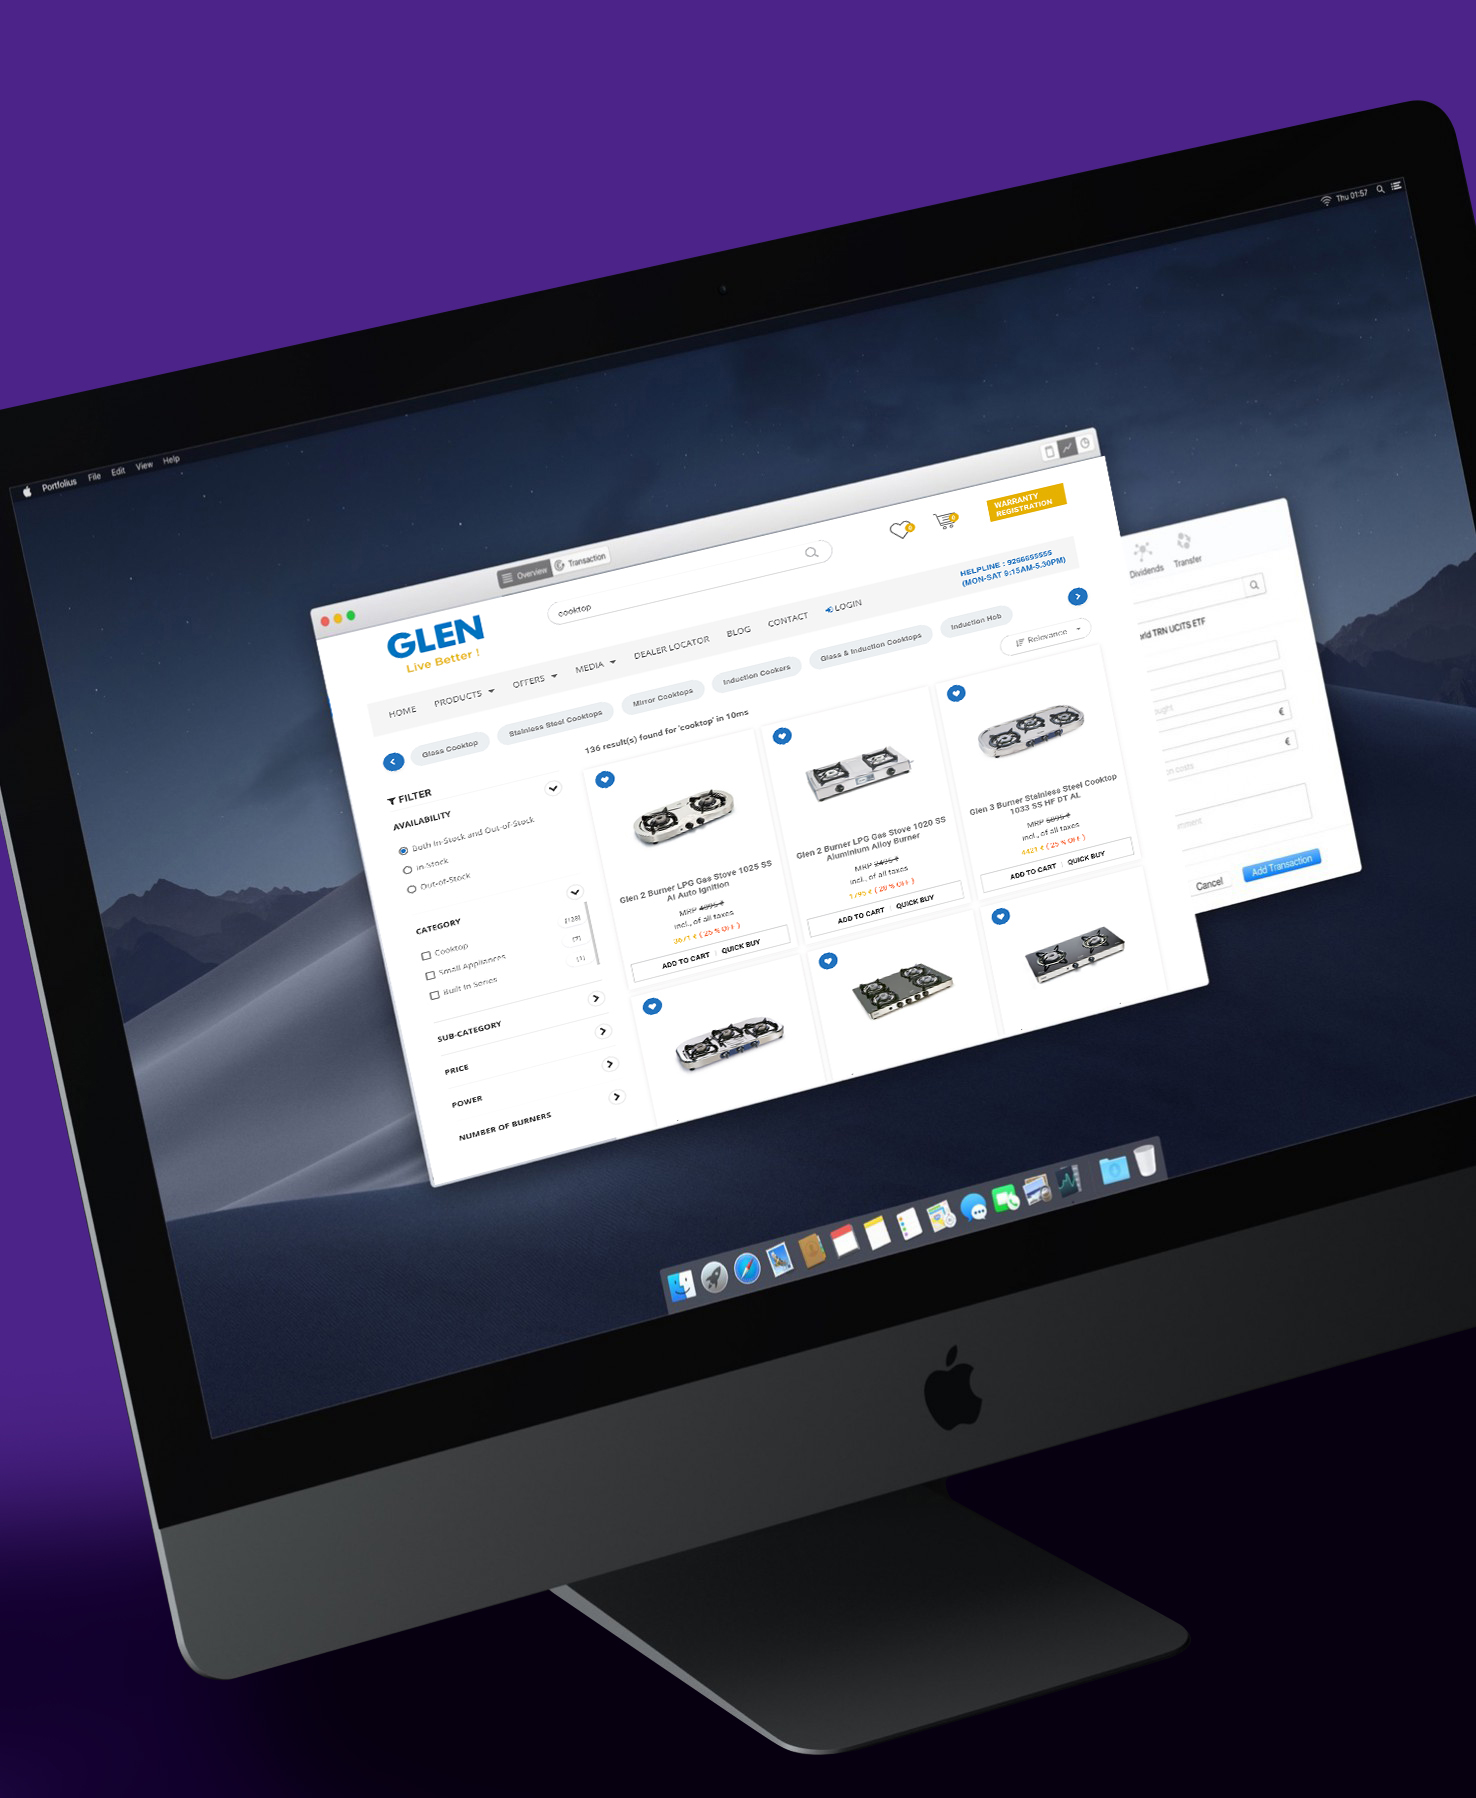 Portfolius File Edit View Help
Thu 01:57
Overview
Transaction
GLEN
Live Better !
cooktop
0
0
WARRANTY
REGISTRATION
HOME
PRODUCTS
OFFERS
MEDIA
DEALER LOCATOR
BLOG
CONTACT
LOGIN
HELPLINE : 9266655555
(MON-SAT 9:15AM-5.30PM)
Glass Cooktop
Stainless Steel Cooktops
Mirror Cooktops
Induction Cookers
Glass & Induction Cooktops
Induction Hob
136 result(s) found for 'cooktop' in 10ms
Relevance
FILTER
AVAILABILITY
Both In-Stock and Out-of-Stock
In-Stock
Out-of-Stock
CATEGORY
Cooktop
Small Appliances
(7)
Built In Series
(1)
SUB-CATEGORY
PRICE
POWER
NUMBER OF BURNERS
Glen 2 Burner LPG Gas Stove 1025 SS
AI Auto Ignition
MRP 4895 ₹
incl., of all taxes
3671 ₹ ( 25 % OFF )
ADD TO CART | QUICK BUY
Glen 2 Burner LPG Gas Stove 1020 SS
Aluminium Alloy Burner
MRP 2495 ₹
incl., of all taxes
1796 ₹ ( 28 % OFF )
ADD TO CART | QUICK BUY
Glen 3 Burner Stainless Steel Cooktop
1033 SS HF DT AL
MRP 5895 ₹
incl., of all taxes
4421 ₹ ( 25 % OFF )
ADD TO CART | QUICK BUY
Dividends
Transfer
TRN UCITS ETF
€
€
costs
Cancel
Add Transaction